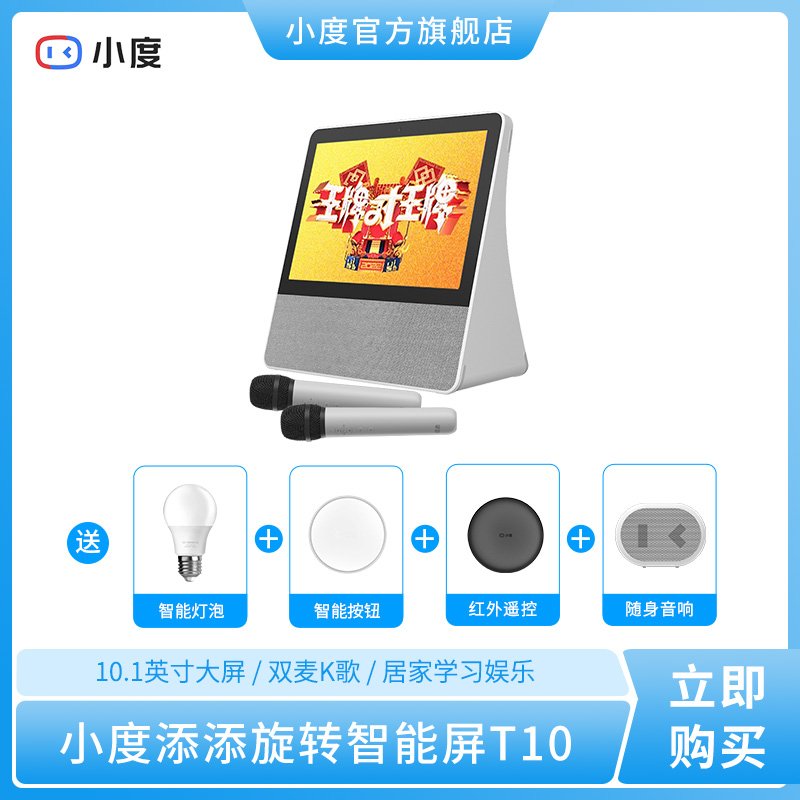 小度官方旗舰店
小度
王牌对王牌
送
智能灯泡
智能按钮
红外遥控
随身音响
10.1英寸大屏 / 双麦K歌 / 居家学习娱乐
小度添添旋转智能屏T10
立即
购买